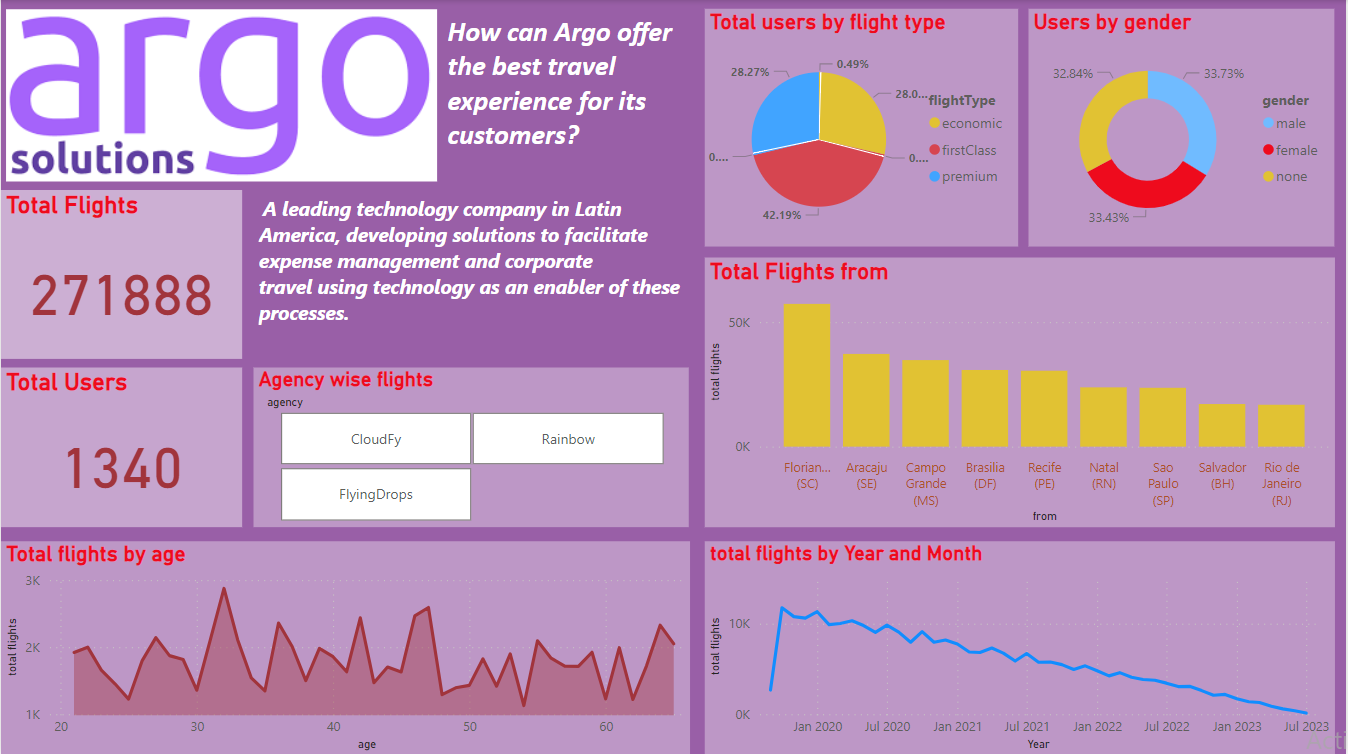 argo
solutions
How can Argo offer
the best travel
experience for its
customers?
Total Flights
271888
A leading technology company in Latin
America, developing solutions to facilitate
expense management and corporate
travel using technology as an enabler of these
processes.
Total Users
1340
Agency wise flights
agency
CloudFy
Rainbow
FlyingDrops
Total users by flight type
0.49%
28.27%
28.0...
0....
0....
42.19%
flightType
economic
firstClass
premium
Users by gender
32.84%
33.73%
33.43%
gender
male
female
none
Total Flights from
total flights
50K
0K
Florian...
(SC)
Aracaju
(SE)
Campo
Grande
(MS)
Brasilia
(DF)
Recife
(PE)
Natal
(RN)
Sao
Paulo
(SP)
Salvador
(BH)
Rio de
Janeiro
(RJ)
from
Total flights by age
total flights
3K
2K
1K
20 30 40 50 60
age
total flights by Year and Month
total flights
10K
0K
Jan 2020 Jul 2020 Jan 2021 Jul 2021 Jan 2022 Jul 2022 Jan 2023 Jul 2023
Year